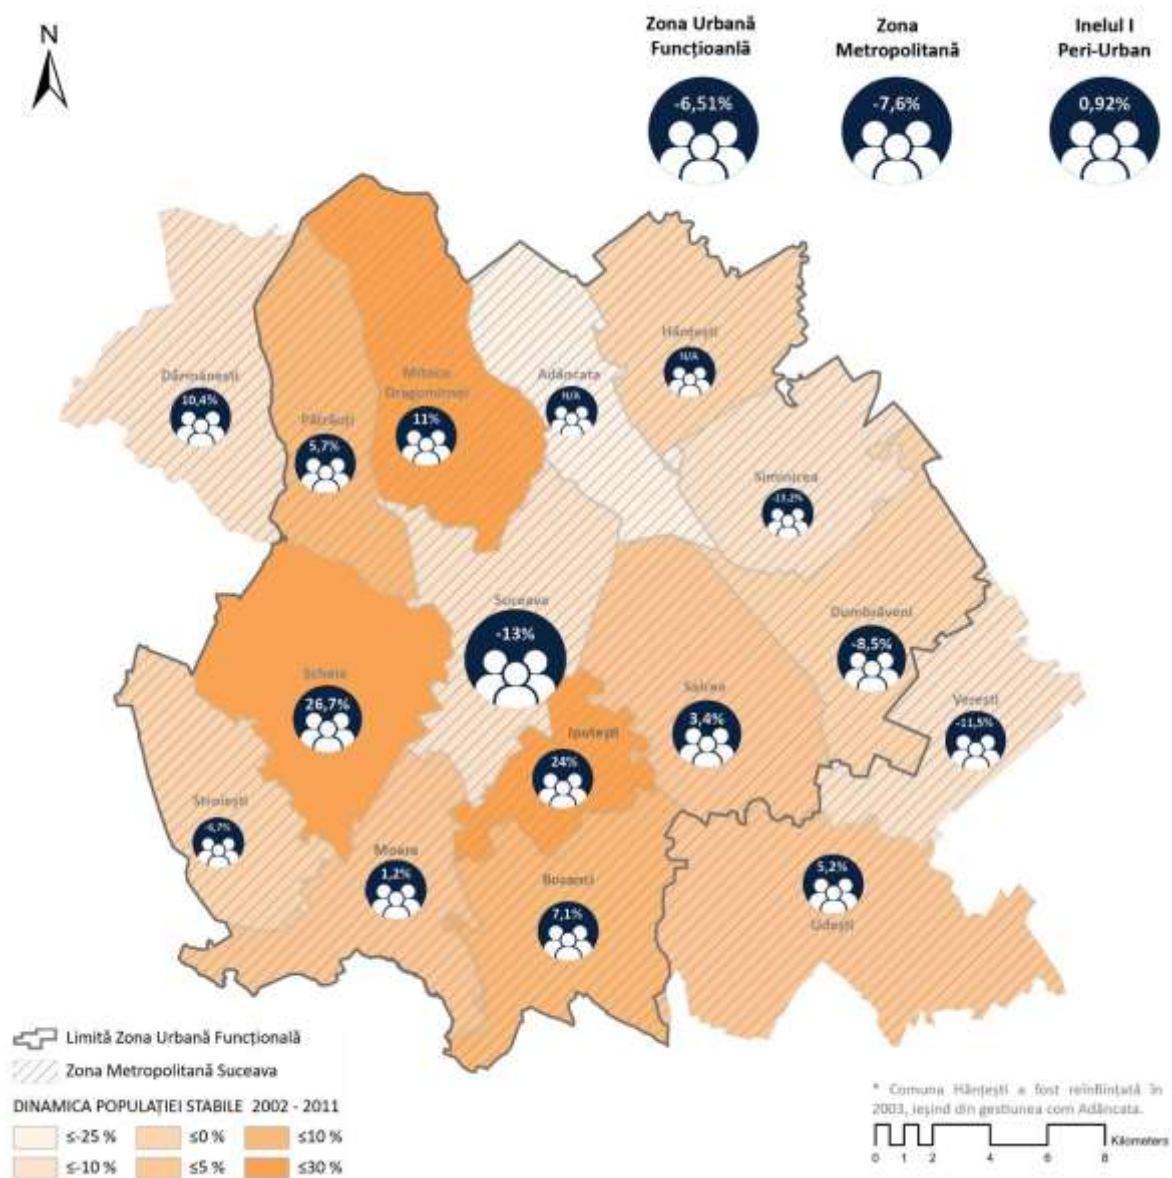 N
Zona Urbană
Funcțioanlă
-6,51%
Zona
Metropolitană
-7,6%
Inelul I
Peri-Urban
0,92%
Hănțești
N/A
Adâncata
N/A
Mitocu
Dragomirnei
11%
Dărmănești
10,4%
Pătrăuți
5,7%
Siminicea
-13,2%
Suceava
-13%
Dumbrăveni
-8,5%
Scheia
26,7%
Salcea
3,4%
Verești
-11,5%
Ipotești
24%
Stroiești
-6,7%
Moara
1,2%
Bosanci
7,1%
5,2%
Udești
Limită Zona Urbană Funcțională
Zona Metropolitană Suceava
DINAMICA POPULAȚIEI STABILE 2002 - 2011
≤-25 % ≤0 % ≤10 %
≤-10 % ≤5 % ≤30 %
* Comuna Hănțești a fost reînființată în
2003, ieșind din gestiunea com Adâncata.
Kilometers
0 1 2 4 6 8